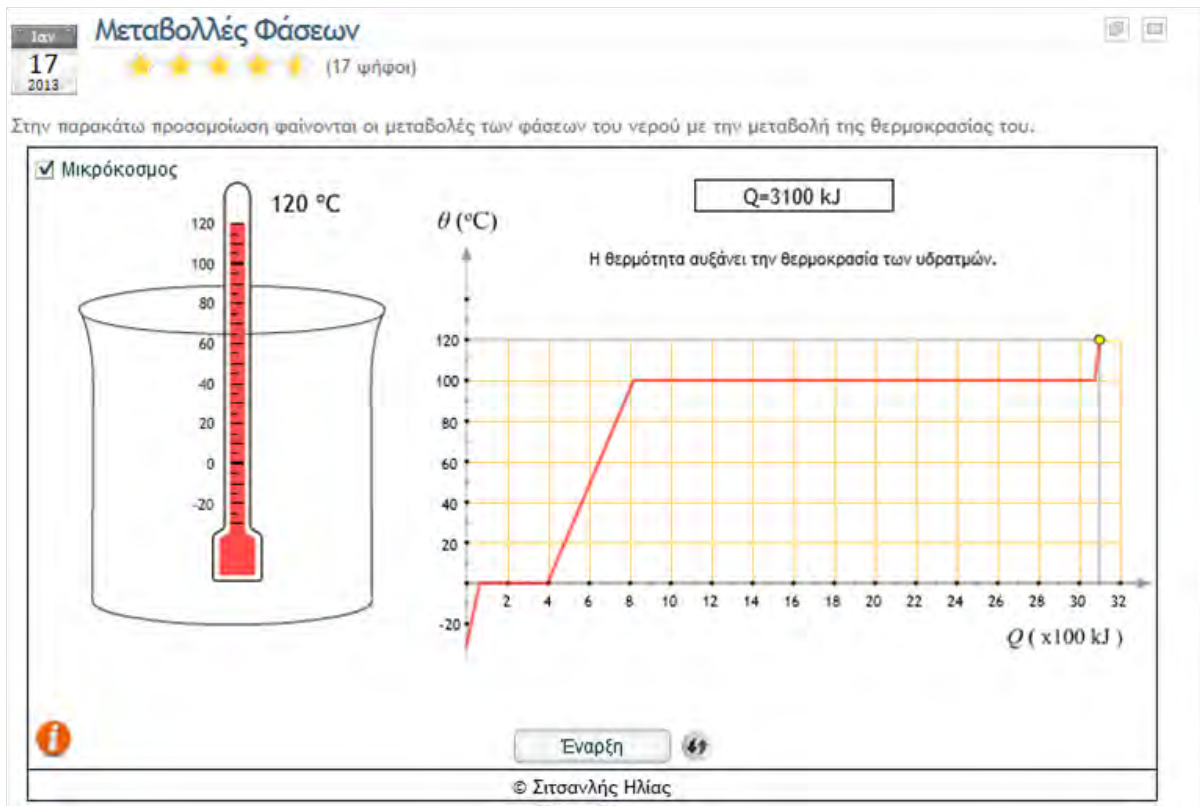 Ιαν
17
2013
Μεταβολλές Φάσεων
(17 ψήφοι)
Στην παρακάτω προσομοίωση φαίνονται οι μεταβολές των φάσεων του νερού με την μεταβολή της θερμοκρασίας του.
Μικρόκοσμος
120 °C
120
100
80
60
40
20
0
-20
Q=3100 kJ
θ (°C)
Η θερμότητα αυξάνει την θερμοκρασία των υδρατμών.
120
100
80
60
40
20
-20
2 4 6 8 10 12 14 16 18 20 22 24 26 28 30 32
Q ( x100 kJ )
Έναρξη
© Σιτσανλής Ηλίας